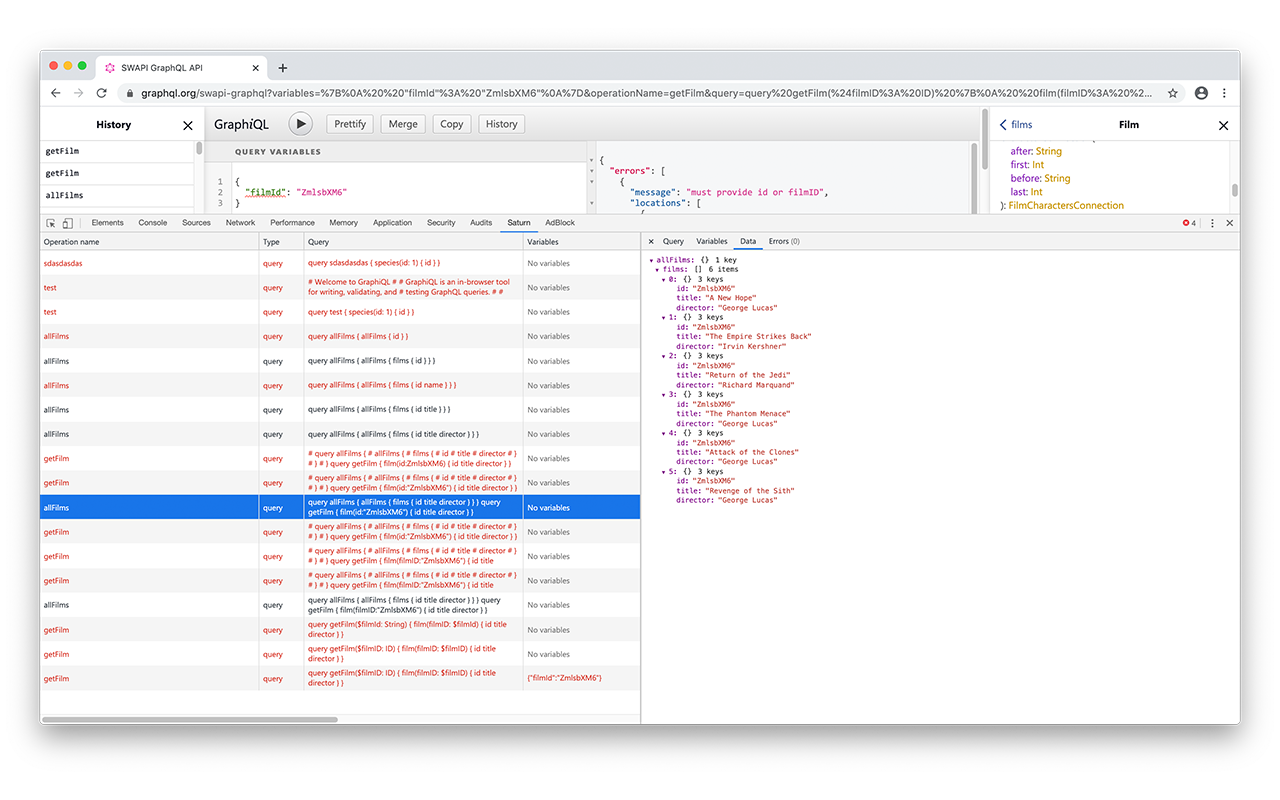 SWAPI GraphQL API
graphql.org/swapi-graphql?variables=%7B%0A%20%20"filmId"%3A%20"ZmlsbXM6"%0A%7D&operationName=getFilm&query=query%20getFilm(%24filmID%3A%20ID)%20%7B%0A%20%20film(filmID%3A%20%2...
History
GraphiQL
Prettify
Merge
Copy
History
films
Film
getFilm
getFilm
allFilms
QUERY VARIABLES
1 {
2 "filmId": "ZmlsbXM6"
3 }
{
"errors": [
{
"message": "must provide id or filmID",
"locations": [
after: String
first: Int
before: String
last: Int
): FilmCharactersConnection
Elements Console Sources Network Performance Memory Application Security Audits Saturn AdBlock 4
Operation name Type Query Variables
sdasdasdas query query sdasdasdas { species(id: 1) { id } } No variables
test query # Welcome to GraphiQL # # GraphiQL is an in-browser tool
for writing, validating, and # testing GraphQL queries. # # No variables
test query query test { species(id: 1) { id } } No variables
allFilms query query allFilms { allFilms { id } } No variables
allFilms query query allFilms { allFilms { films { id } } } No variables
allFilms query query allFilms { allFilms { films { id name } } } No variables
allFilms query query allFilms { allFilms { films { id title } } } No variables
allFilms query query allFilms { allFilms { films { id title director } } } No variables
getFilm query # query allFilms { # allFilms { # films { # id # title # director # }
# } # } query getFilm { film(id:ZmlsbXM6) { id title director } } No variables
getFilm query # query allFilms { # allFilms { # films { # id # title # director # }
# } # } query getFilm { film(id:"ZmlsbXM6") { id title director } } No variables
allFilms query query allFilms { allFilms { films { id title director } } } query
getFilm { film(id:"ZmlsbXM6") { id title director } } No variables
getFilm query # query allFilms { # allFilms { # films { # id # title # director # }
# } # } query getFilm { film(id:"ZmlsbXM6") { id title director } } No variables
getFilm query # query allFilms { # allFilms { # films { # id # title # director # }
# } # } query getFilm { film(filmID:"ZmlsbXM6") { id title No variables
getFilm query # query allFilms { # allFilms { # films { # id # title # director # }
# } # } query getFilm { film(filmID:"ZmlsbXM6") { id title No variables
allFilms query query allFilms { allFilms { films { id title director } } } query
getFilm { film(filmID:"ZmlsbXM6") { id title director } } No variables
getFilm query query getFilm($filmId: String) { film(filmID: $filmId) { id title
director } } No variables
getFilm query query getFilm($filmID: ID) { film(filmID: $filmID) { id title
director } } No variables
getFilm query query getFilm($filmID: ID) { film(filmID: $filmID) { id title
director } } {"filmId":"ZmlsbXM6"}
Query Variables Data Errors (0)
allFilms: {} 1 key
films: [] 6 items
0: {} 3 keys
id: "ZmlsbXM6"
title: "A New Hope"
director: "George Lucas"
1: {} 3 keys
id: "ZmlsbXM6"
title: "The Empire Strikes Back"
director: "Irvin Kershner"
2: {} 3 keys
id: "ZmlsbXM6"
title: "Return of the Jedi"
director: "Richard Marquand"
3: {} 3 keys
id: "ZmlsbXM6"
title: "The Phantom Menace"
director: "George Lucas"
4: {} 3 keys
id: "ZmlsbXM6"
title: "Attack of the Clones"
director: "George Lucas"
5: {} 3 keys
id: "ZmlsbXM6"
title: "Revenge of the Sith"
director: "George Lucas"